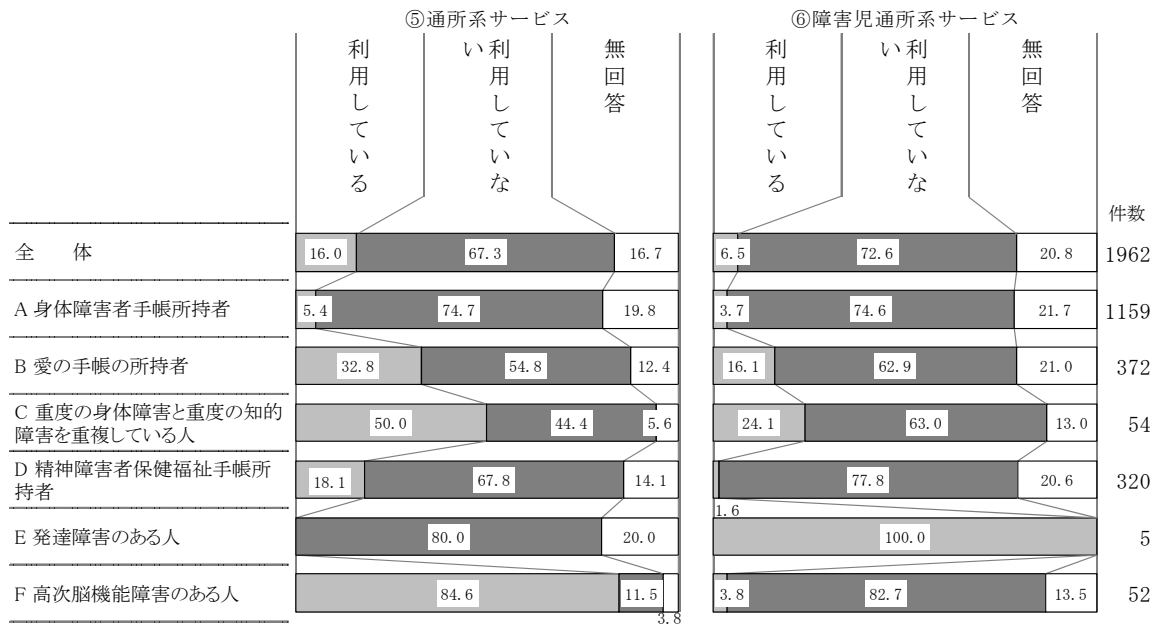 ⑤通所系サービス ⑥障害児通所系サービス
利用している 利用していない 無回答 利用している 利用していない 無回答
件数
全 体 16.0 67.3 16.7 6.5 72.6 20.8 1962
A 身体障害者手帳所持者 5.4 74.7 19.8 3.7 74.6 21.7 1159
B 愛の手帳の所持者 32.8 54.8 12.4 16.1 62.9 21.0 372
C 重度の身体障害と重度の知的
障害を重複している人 50.0 44.4 5.6 24.1 63.0 13.0 54
D 精神障害者保健福祉手帳所
持者 18.1 67.8 14.1 1.6 77.8 20.6 320
E 発達障害のある人 80.0 20.0 100.0 5
F 高次脳機能障害のある人 84.6 11.5 3.8 3.8 82.7 13.5 52